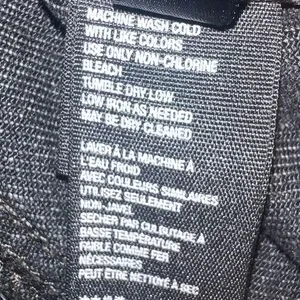 MACHINE WASH COLD
WITH LIKE COLORS
USE ONLY NON-CHLORINE
BLEACH
TUMBLE DRY LOW
LOW IRON AS NEEDED
MAY BE DRY CLEANED
LAVER À LA MACHINE À
L'EAU FROID
AVEC COULEURS SIMILAIRES
UTILISEZ SEULEMENT
NON-JAVEL
SECHER PAR CULBUTAGE À
BASSE TEMPÉRATURE
FAIBLE COMME FER
NÉCESSAIRES
PEUT ÊTRE NETTOYÉ À SEC